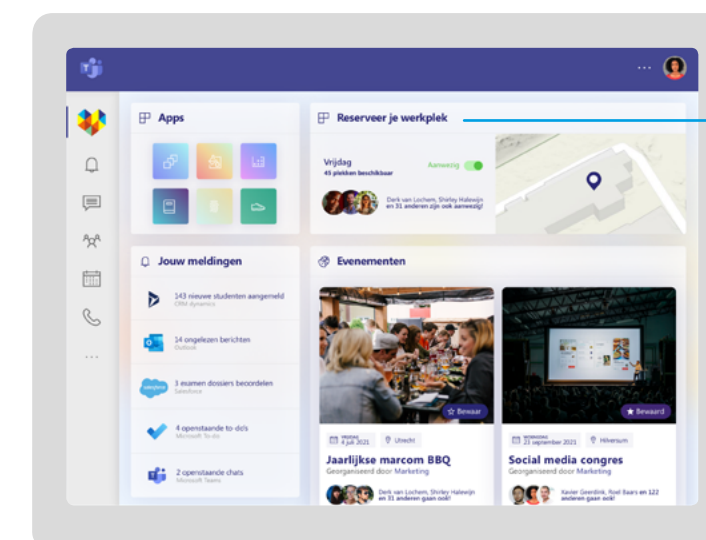 Apps
Reserveer je werkplek
Vrijdag
45 plekken beschikbaar
Aanwezig
Derk van Lochem, Shirley Halewijn
en 31 anderen zijn ook aanwezig!
Jouw meldingen
143 nieuwe studenten aangemeld
CRM dynamics
14 ongelezen berichten
Outlook
salesforce
3 examen dossiers beoordelen
Salesforce
4 openstaande to-do's
Microsoft To-do
2 openstaande chats
Microsoft Teams
Evenementen
Bewaar
VRIJDAG
4 juli 2021
Utrecht
Jaarlijkse marcom BBQ
Georganiseerd door Marketing
Derk van Lochem, Shirley Halewijn
en 31 anderen gaan ook!
Bewaard
WOENSDAG
23 september 2021
Hilversum
Social media congres
Georganiseerd door Marketing
Xavier Geerdink, Roel Baars en 122
anderen gaan ook!